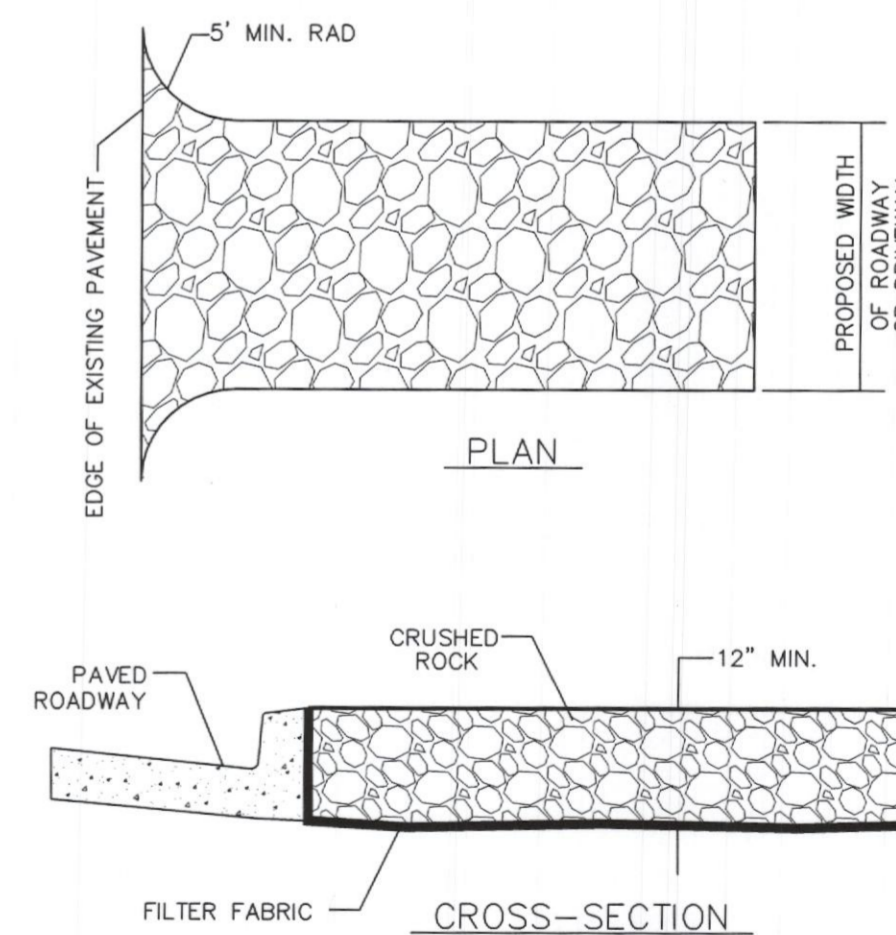 5' MIN. RAD
EDGE OF EXISTING PAVEMENT
PROPOSED WIDTH
OF ROADWAY
PLAN
CRUSHED
ROCK
12" MIN.
PAVED
ROADWAY
FILTER FABRIC
CROSS-SECTION